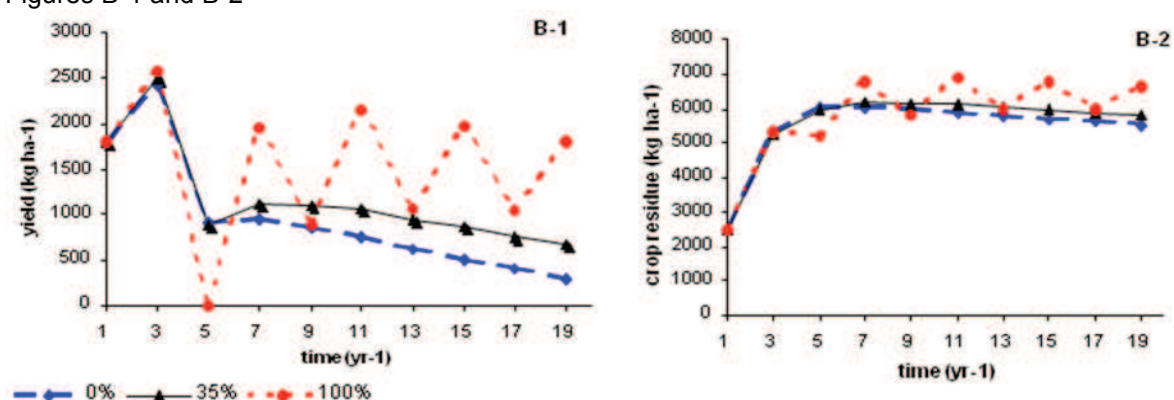 Figures B-1 and B-2
B-1
yield (kg ha-1)
3000
2500
2000
1500
1000
500
0
1 3 5 7 9 11 13 15 17 19
time (yr-1)
0% 35% 100%
B-2
crop residue (kg ha-1)
8000
7000
6000
5000
4000
3000
2000
1000
0
1 3 5 7 9 11 13 15 17 19
time (yr-1)